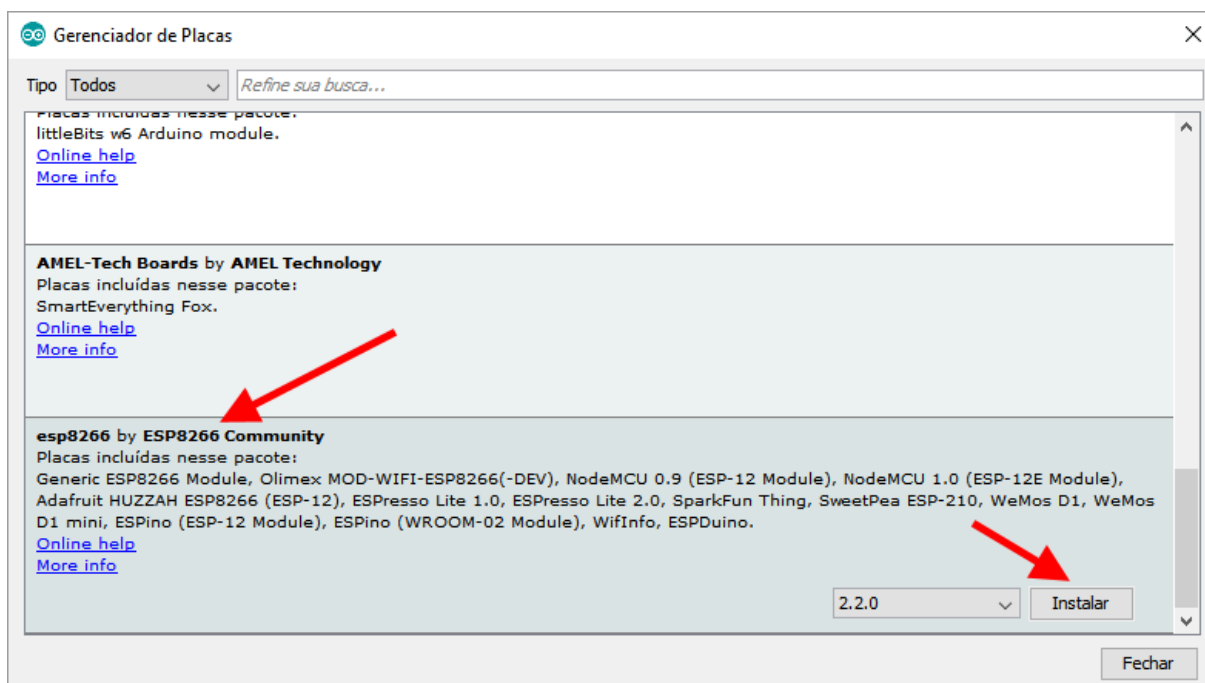 Gerenciador de Placas
Tipo Todos Refine sua busca...
Placas incluídas nesse pacote:
littleBits w6 Arduino module.
Online help
More info
AMEL-Tech Boards by AMEL Technology
Placas incluídas nesse pacote:
SmartEverything Fox.
Online help
More info
esp8266 by ESP8266 Community
Placas incluídas nesse pacote:
Generic ESP8266 Module, Olimex MOD-WIFI-ESP8266(-DEV), NodeMCU 0.9 (ESP-12 Module), NodeMCU 1.0 (ESP-12E Module),
Adafruit HUZZAH ESP8266 (ESP-12), ESPresso Lite 1.0, ESPresso Lite 2.0, SparkFun Thing, SweetPea ESP-210, WeMos D1, WeMos
D1 mini, ESPino (ESP-12 Module), ESPino (WROOM-02 Module), WifInfo, ESPDuino.
Online help
More info
2.2.0 Instalar
Fechar